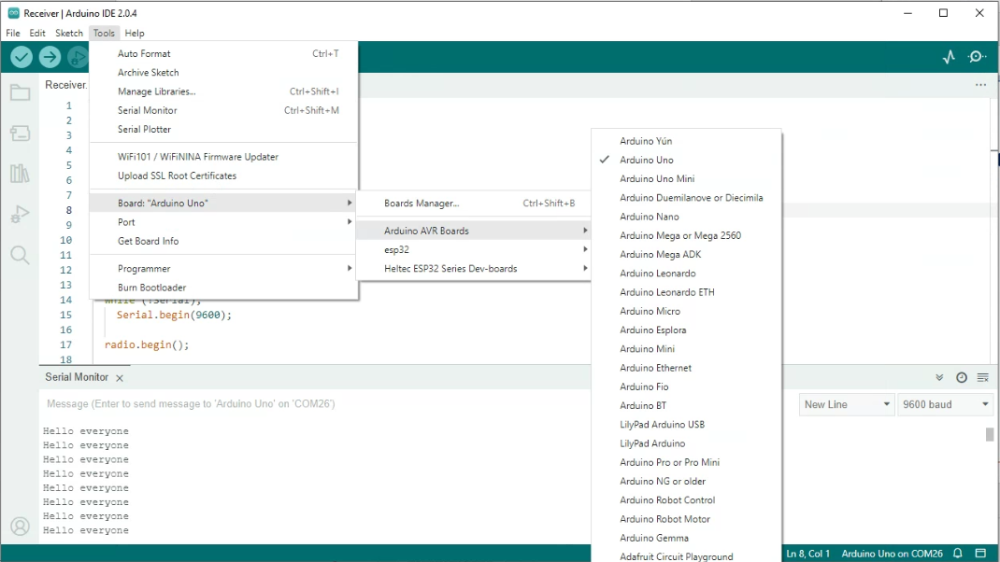 Receiver | Arduino IDE 2.0.4
File Edit Sketch Tools Help
Receiver.
Auto Format Ctrl+T
Archive Sketch
Manage Libraries... Ctrl+Shift+I
Serial Monitor Ctrl+Shift+M
Serial Plotter
WiFi101 / WiFiNINA Firmware Updater
Upload SSL Root Certificates
Board: "Arduino Uno"
Port
Get Board Info
Programmer
Burn Bootloader
Boards Manager... Ctrl+Shift+B
Arduino AVR Boards
esp32
Heltec ESP32 Series Dev-boards
Arduino Yún
Arduino Uno
Arduino Uno Mini
Arduino Duemilanove or Diecimila
Arduino Nano
Arduino Mega or Mega 2560
Arduino Mega ADK
Arduino Leonardo
Arduino Leonardo ETH
Arduino Micro
Arduino Esplora
Arduino Mini
Arduino Ethernet
Arduino Fio
Arduino BT
LilyPad Arduino USB
LilyPad Arduino
Arduino Pro or Pro Mini
Arduino NG or older
Arduino Robot Control
Arduino Robot Motor
Arduino Gemma
Adafruit Circuit Playground
1
2
3
4
5
6
7
8
9
10
11
12
13
14 while (!Serial);
15 Serial.begin(9600);
16
17 radio.begin();
18
Serial Monitor
Message (Enter to send message to 'Arduino Uno' on 'COM26')
New Line 9600 baud
Hello everyone
Hello everyone
Hello everyone
Hello everyone
Hello everyone
Hello everyone
Hello everyone
Hello everyone
Ln 8, Col 1 Arduino Uno on COM26